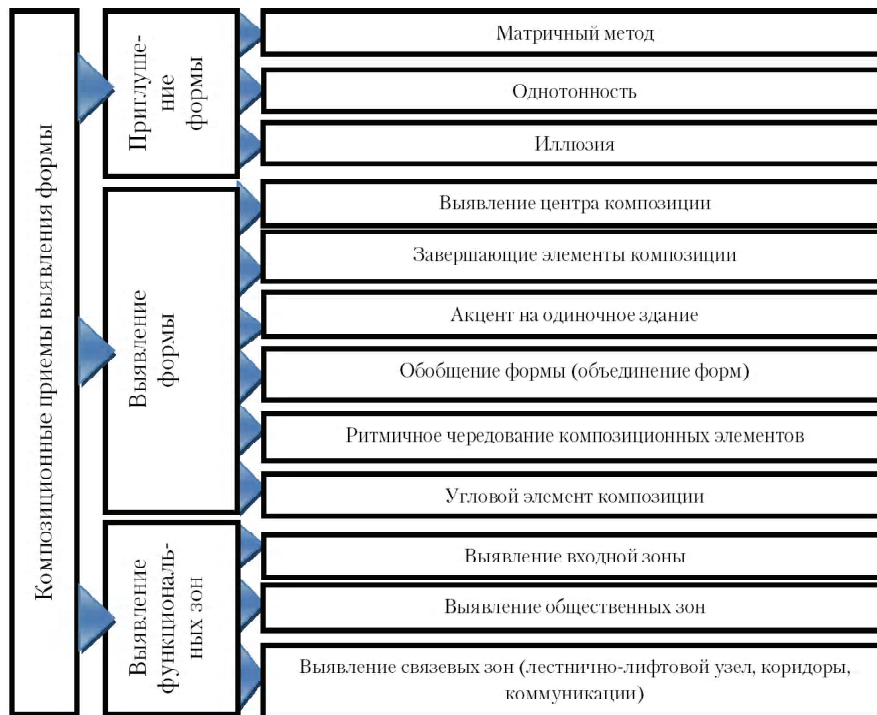 Композиционные приемы выявления формы
Приглуше-
ние
формы
Матричный метод
Однотонность
Иллюзия
Выявление
формы
Выявление центра композиции
Завершающие элементы композиции
Акцент на одиночное здание
Обобщение формы (объединение форм)
Ритмичное чередование композиционных элементов
Угловой элемент композиции
Выявление
функциональ-
ных зон
Выявление входной зоны
Выявление общественных зон
Выявление связевых зон (лестнично-лифтовой узел, коридоры,
коммуникации)